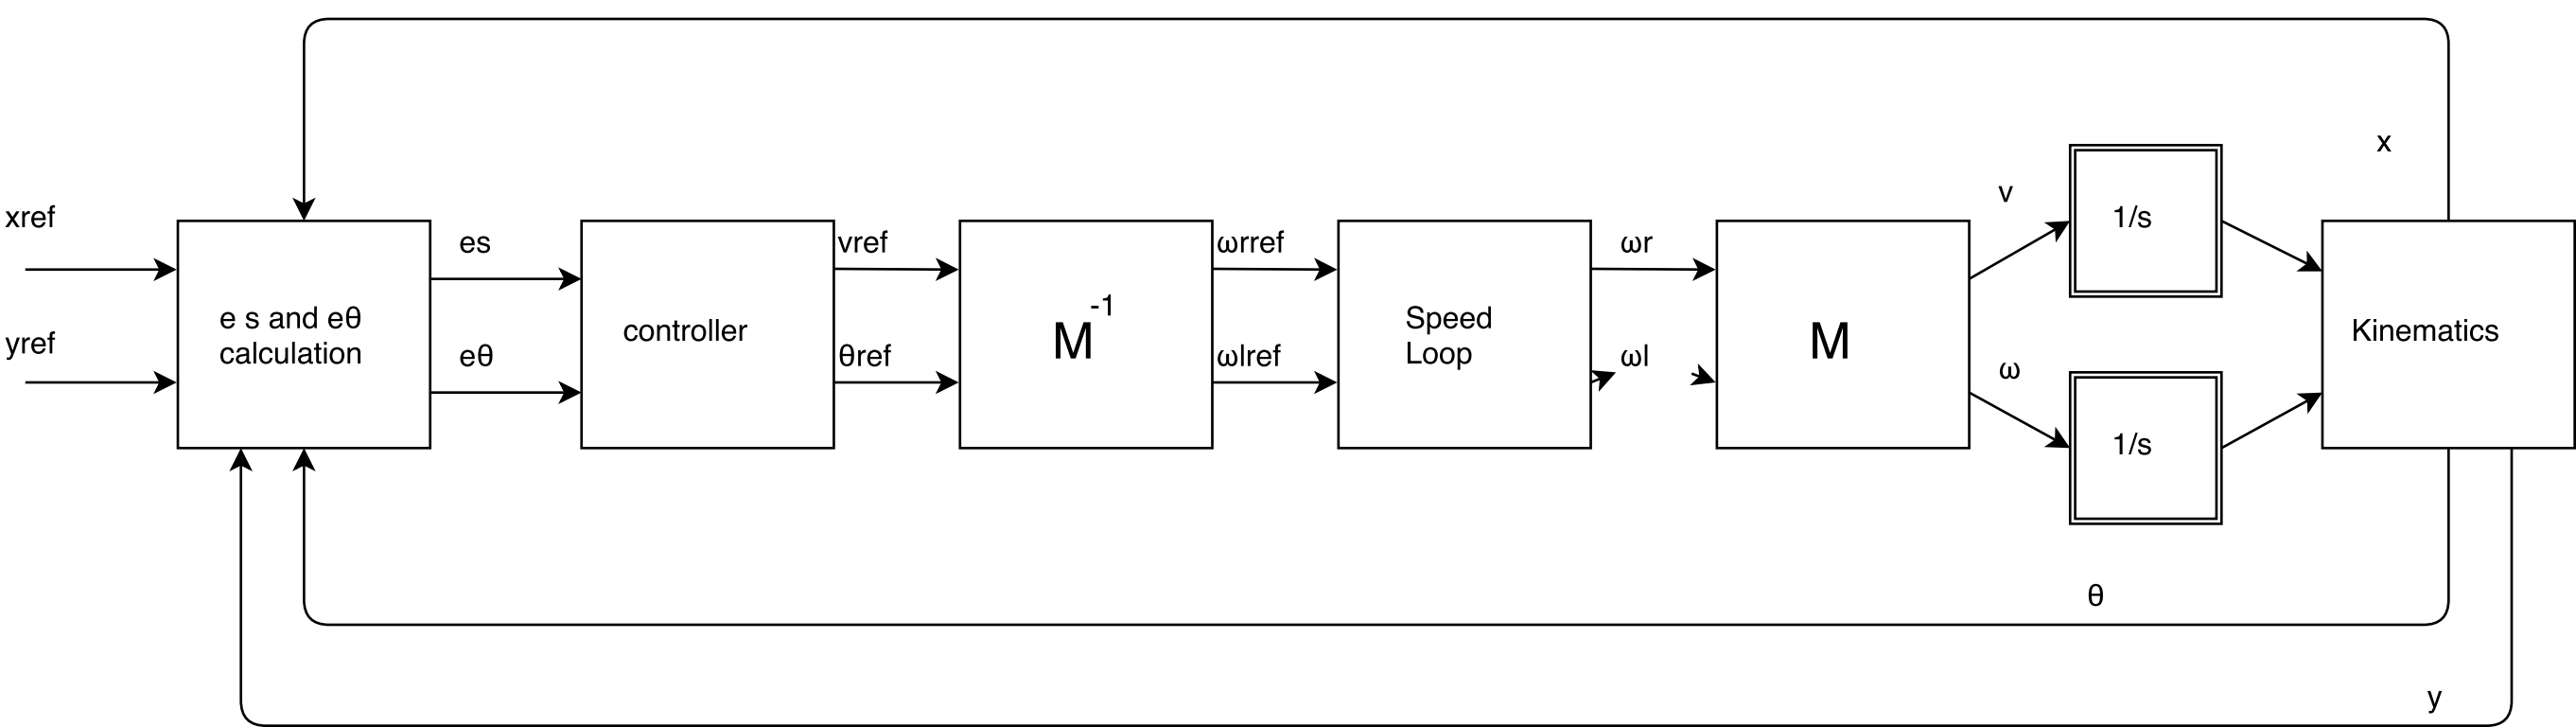 x
v
1/s
xref
es
vref
ωrref
ωr
e s and eθ
calculation
controller
M
-1
Speed
Loop
M
Kinematics
yref
eθ
θref
ωlref
ωl
ω
1/s
θ
y